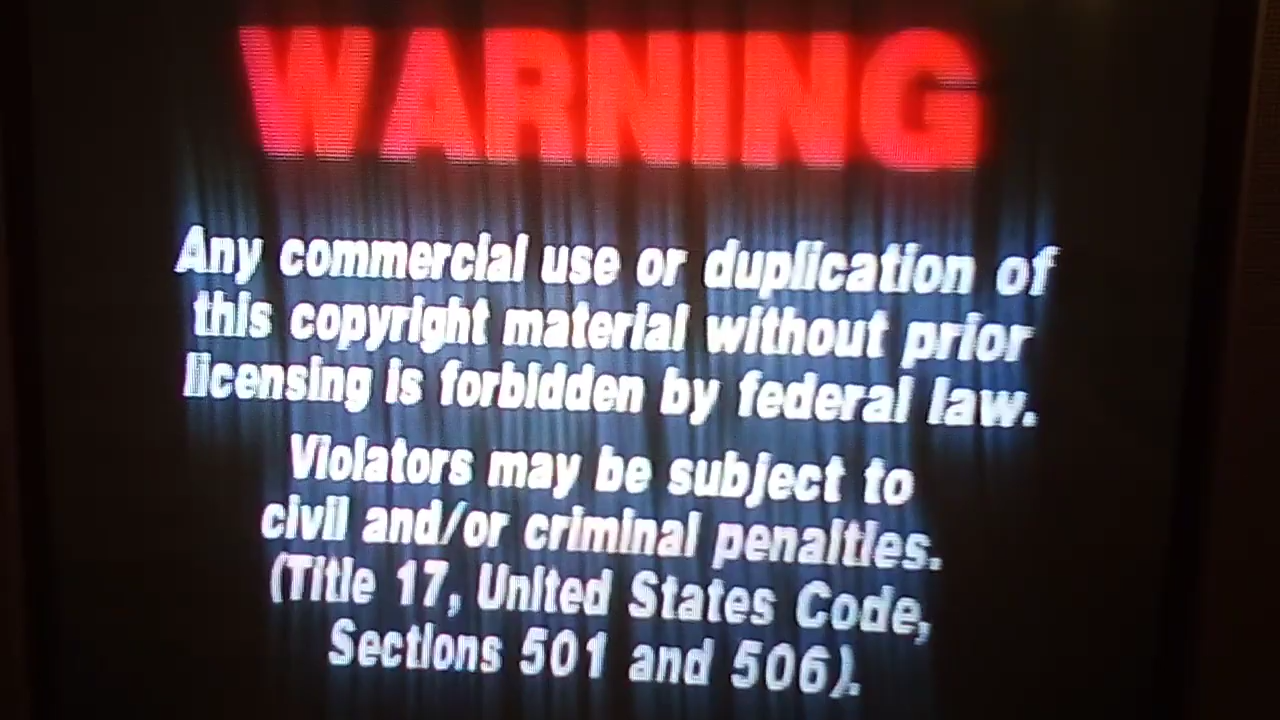 WARNING
Any commercial use or duplication of
this copyright material without prior
licensing is forbidden by federal law.
Violators may be subject to
civil and/or criminal penalties.
(Title 17, United States Code,
Sections 501 and 506).